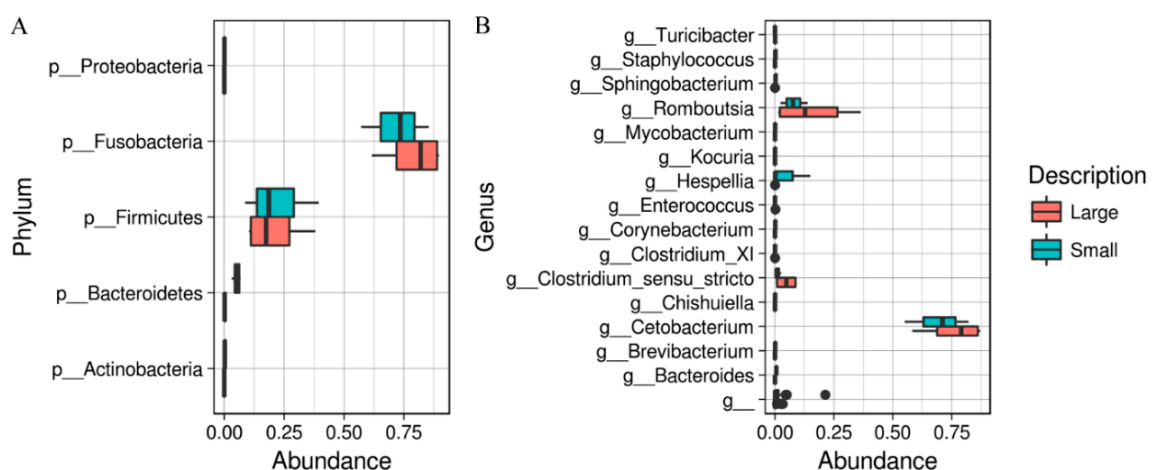 A
Phylum
p__Proteobacteria
p__Fusobacteria
p__Firmicutes
p__Bacteroidetes
p__Actinobacteria
0.00 0.25 0.50 0.75
Abundance
B
Genus
g__Turicibacter
g__Staphylococcus
g__Sphingobacterium
g__Romboutsia
g__Mycobacterium
g__Kocuria
g__Hespellia
g__Enterococcus
g__Corynebacterium
g__Clostridium_XI
g__Clostridium_sensu_stricto
g__Chishuiella
g__Cetobacterium
g__Brevibacterium
g__Bacteroides
g__
0.00 0.25 0.50 0.75
Abundance
Description
Large
Small